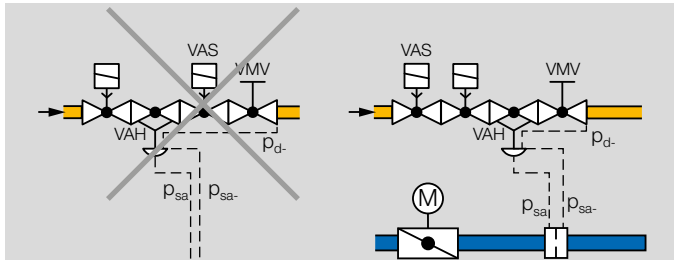 VAS
VMV
VAH
pd-
psa
psa-
VAS
VMV
VAH
pd-
psa
psa-
M